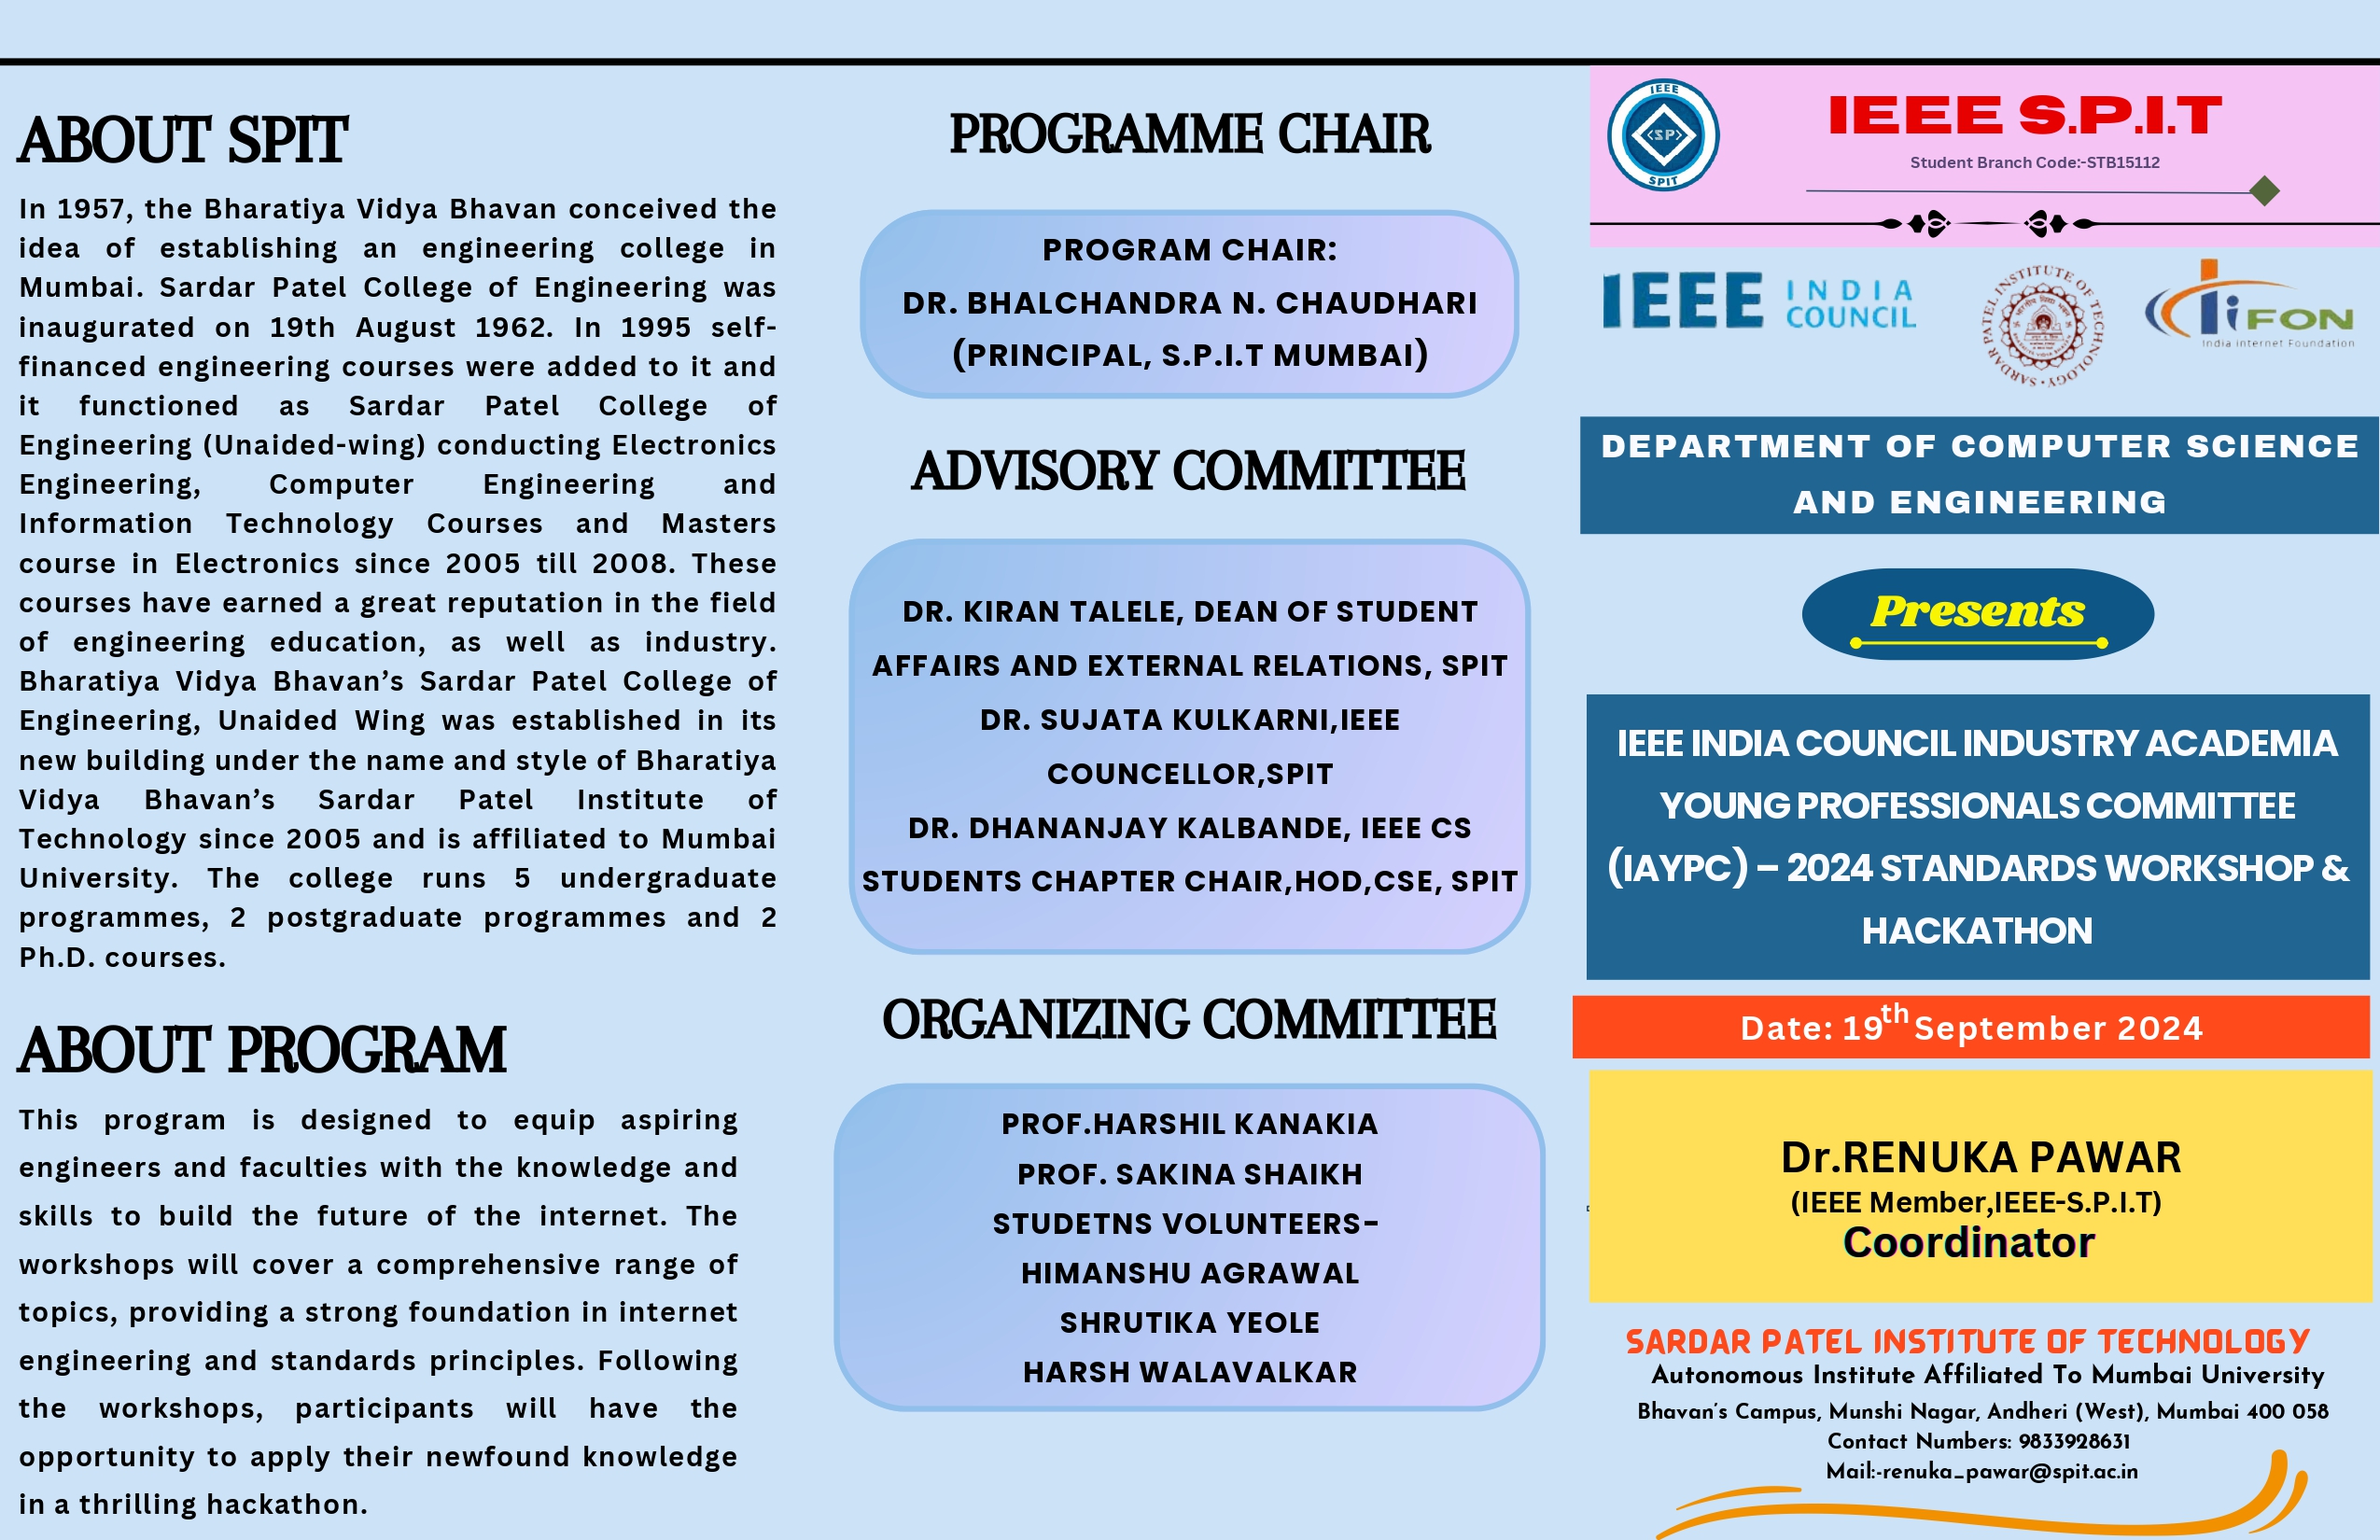 ABOUT SPIT
In 1957, the Bharatiya Vidya Bhavan conceived the
idea of establishing an engineering college in
Mumbai. Sardar Patel College of Engineering was
inaugurated on 19th August 1962. In 1995 self-
financed engineering courses were added to it and
it functioned as Sardar Patel College of
Engineering (Unaided-wing) conducting Electronics
Engineering, Computer Engineering and
Information Technology Courses and Masters
course in Electronics since 2005 till 2008. These
courses have earned a great reputation in the field
of engineering education, as well as industry.
Bharatiya Vidya Bhavan’s Sardar Patel College of
Engineering, Unaided Wing was established in its
new building under the name and style of Bharatiya
Vidya Bhavan’s Sardar Patel Institute of
Technology since 2005 and is affiliated to Mumbai
University. The college runs 5 undergraduate
programmes, 2 postgraduate programmes and 2
Ph.D. courses.
ABOUT PROGRAM
This program is designed to equip aspiring
engineers and faculties with the knowledge and
skills to build the future of the internet. The
workshops will cover a comprehensive range of
topics, providing a strong foundation in internet
engineering and standards principles. Following
the workshops, participants will have the
opportunity to apply their newfound knowledge
in a thrilling hackathon.
PROGRAMME CHAIR
PROGRAM CHAIR:
DR. BHALCHANDRA N. CHAUDHARI
(PRINCIPAL, S.P.I.T MUMBAI)
ADVISORY COMMITTEE
DR. KIRAN TALELE, DEAN OF STUDENT
AFFAIRS AND EXTERNAL RELATIONS, SPIT
DR. SUJATA KULKARNI,IEEE
COUNCELLOR,SPIT
DR. DHANANJAY KALBANDE, IEEE CS
STUDENTS CHAPTER CHAIR,HOD,CSE, SPIT
ORGANIZING COMMITTEE
PROF.HARSHIL KANAKIA
PROF. SAKINA SHAIKH
STUDETNS VOLUNTEERS-
HIMANSHU AGRAWAL
SHRUTIKA YEOLE
HARSH WALAVALKAR
IEEE
<SP>
SPIT
IEEE S.P.I.T
Student Branch Code:-STB15112
IEEE INDIA COUNCIL
SARDAR PATEL INSTITUTE OF TECHNOLOGY
iiFON
India Internet Foundation
DEPARTMENT OF COMPUTER SCIENCE
AND ENGINEERING
Presents
IEEE INDIA COUNCIL INDUSTRY ACADEMIA
YOUNG PROFESSIONALS COMMITTEE
(IAYPC) – 2024 STANDARDS WORKSHOP &
HACKATHON
Date: 19th September 2024
Dr.RENUKA PAWAR
(IEEE Member,IEEE-S.P.I.T)
Coordinator
SARDAR PATEL INSTITUTE OF TECHNOLOGY
Autonomous Institute Affiliated To Mumbai University
Bhavan's Campus, Munshi Nagar, Andheri (West), Mumbai 400 058
Contact Numbers: 9833928631
Mail:-renuka_pawar@spit.ac.in